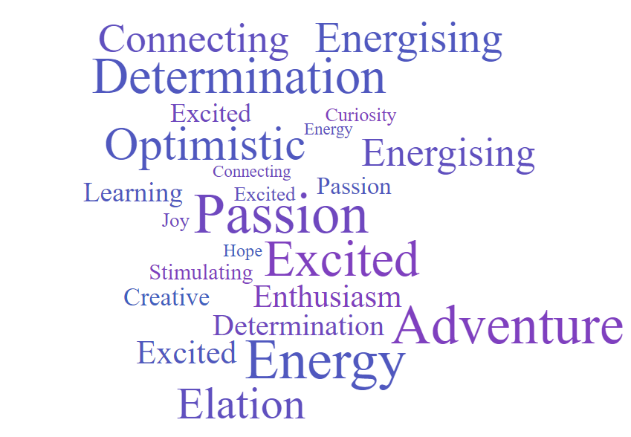 Connecting Energising
Determination
Excited Curiosity
Energy
Optimistic Energising
Connecting
Learning Excited Passion
Joy Passion
Hope Excited
Stimulating
Creative Enthusiasm
Determination Adventure
Excited Energy
Elation